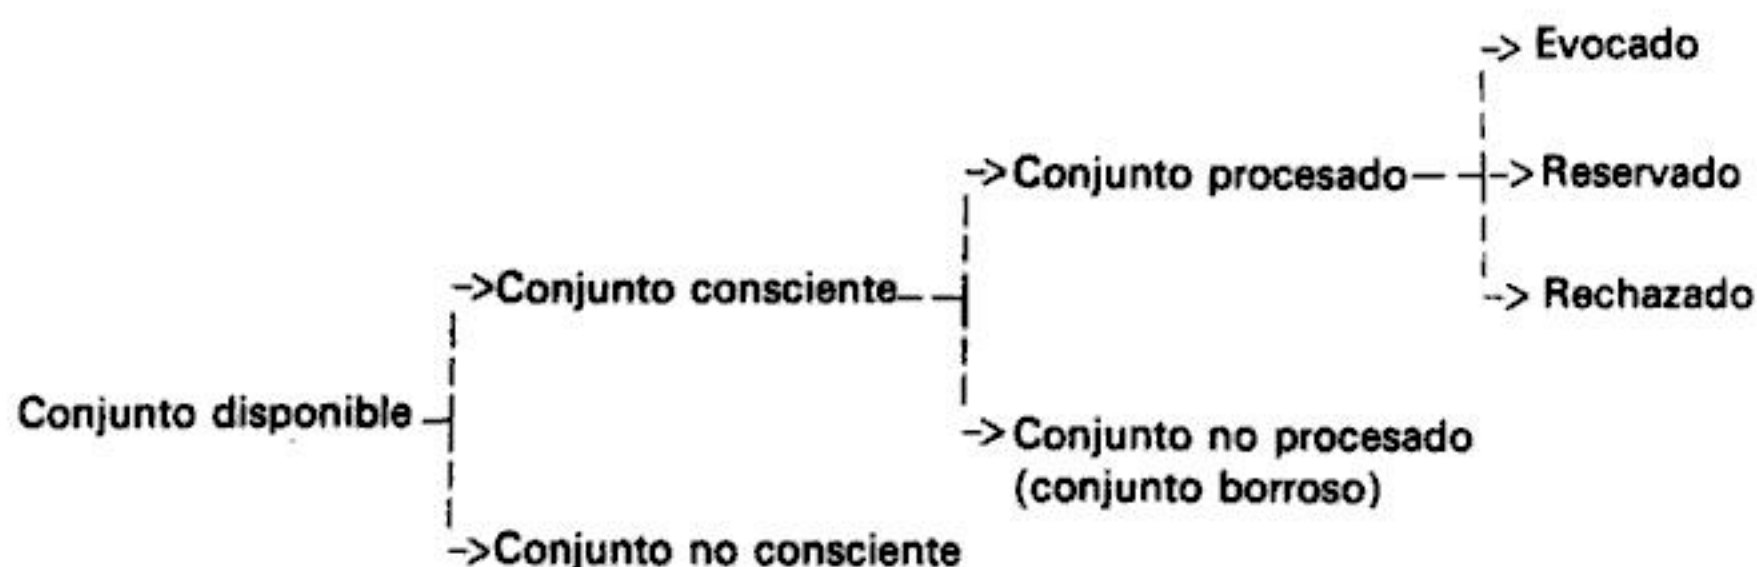 Evocado
Conjunto procesado
Reservado
Conjunto consciente
Rechazado
Conjunto disponible
Conjunto no procesado
(conjunto borroso)
Conjunto no consciente